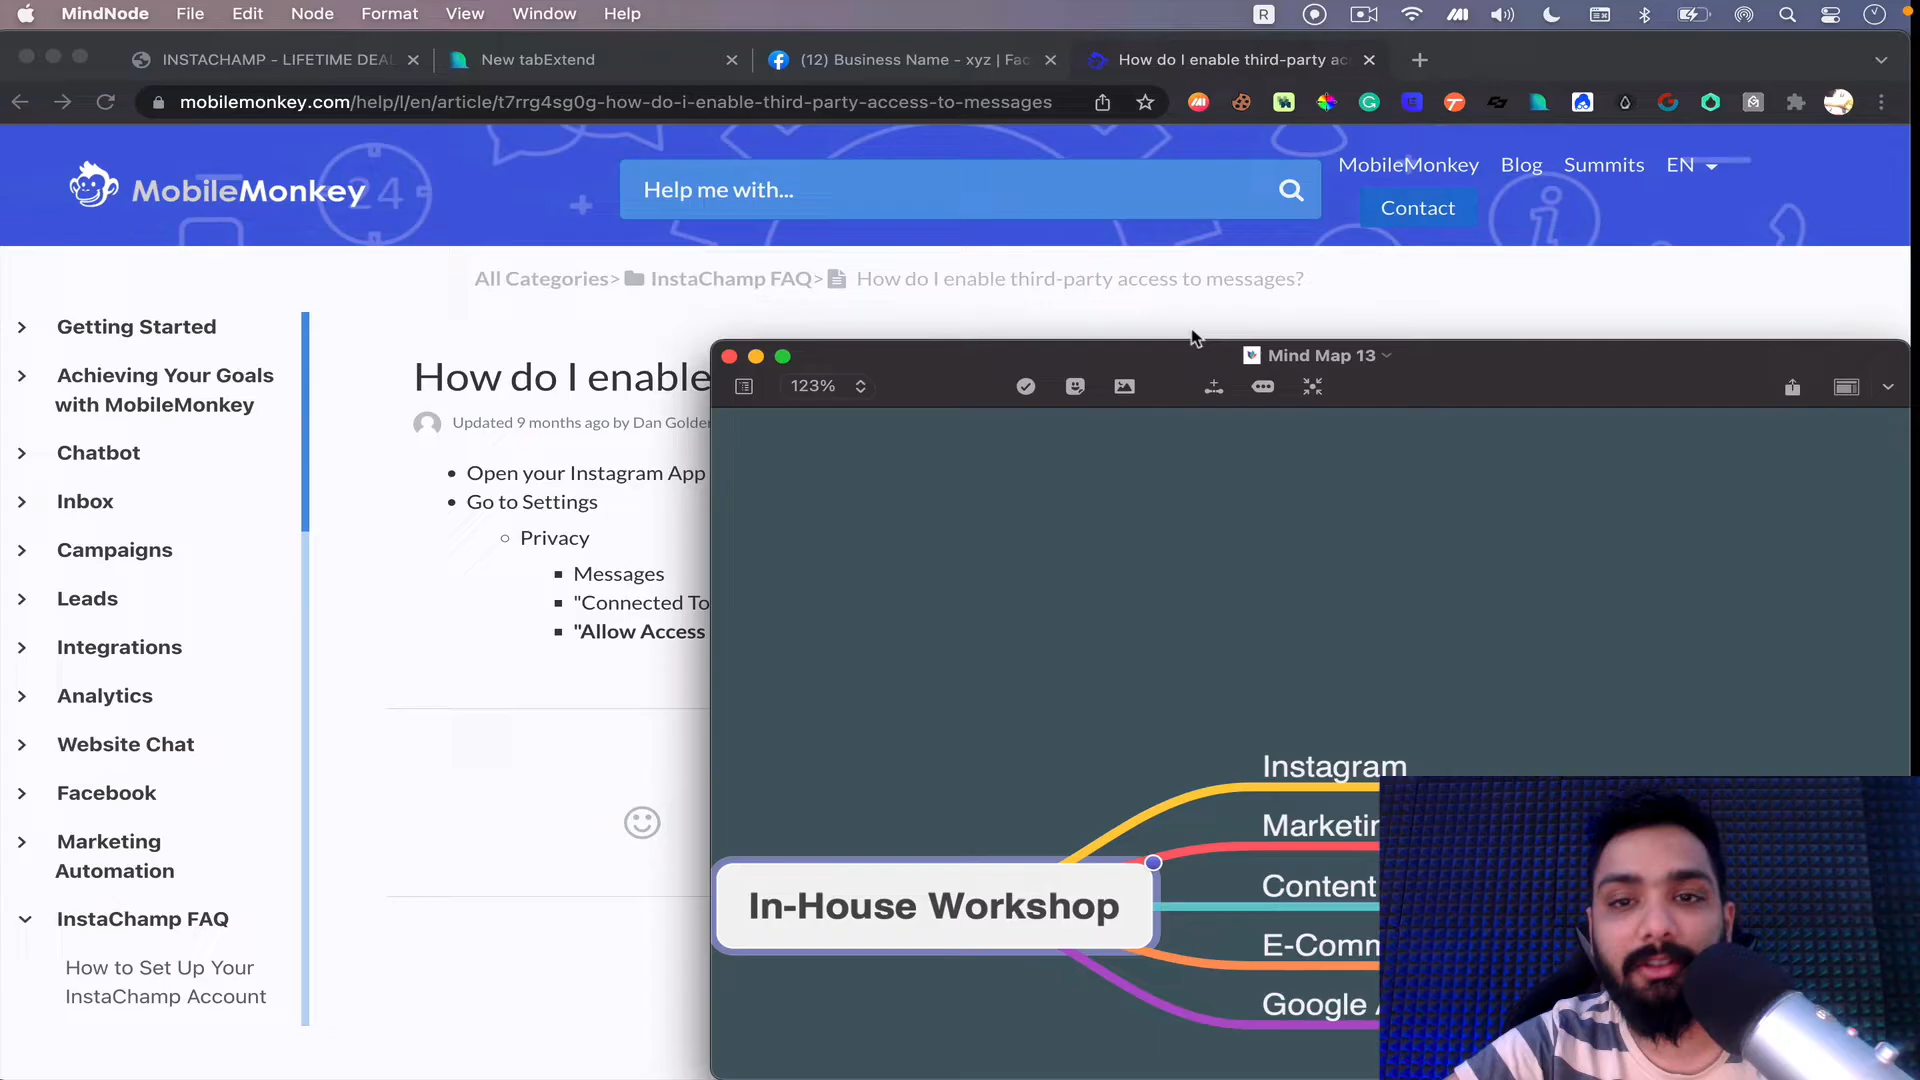 MindNode File Edit Node Format View Window Help
INSTACHAMP - LIFETIME DEAL
New tabExtend
(12) Business Name - xyz | Fac
How do I enable third-party ac
mobilemonkey.com/help/l/en/article/t7rrg4sg0g-how-do-i-enable-third-party-access-to-messages
MobileMonkey
Help me with...
MobileMonkey Blog Summits EN
Contact
All Categories> InstaChamp FAQ> How do I enable third-party access to messages?
Getting Started
Achieving Your Goals
with MobileMonkey
Chatbot
Inbox
Campaigns
Leads
Integrations
Analytics
Website Chat
Facebook
Marketing
Automation
InstaChamp FAQ
How to Set Up Your
InstaChamp Account
How do I enable
Updated 9 months ago by Dan Golden
Open your Instagram App
Go to Settings
Privacy
Messages
"Connected To
"Allow Access
Mind Map 13
123%
Instagram
Marketin
Content
In-House Workshop
E-Comm
Google A